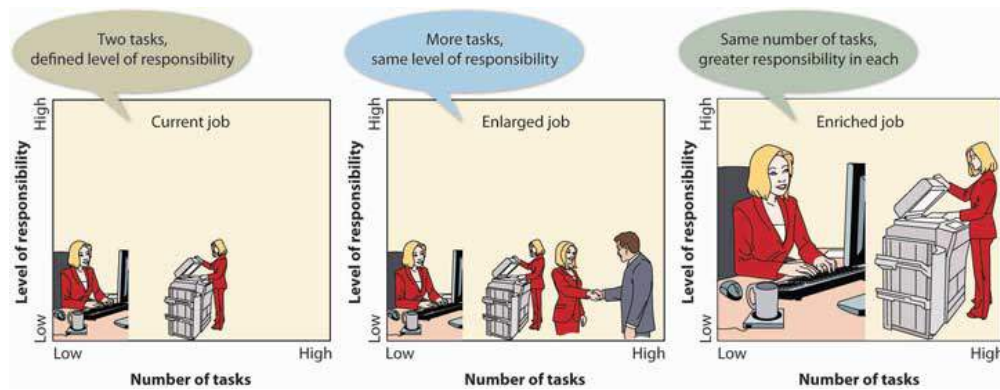 Two tasks,
defined level of responsibility
More tasks,
same level of responsibility
Same number of tasks,
greater responsibility in each
Level of responsibility
High
Low
Current job
Low
High
Number of tasks
Level of responsibility
High
Low
Enlarged job
Low
High
Number of tasks
Level of responsibility
High
Low
Enriched job
Low
High
Number of tasks